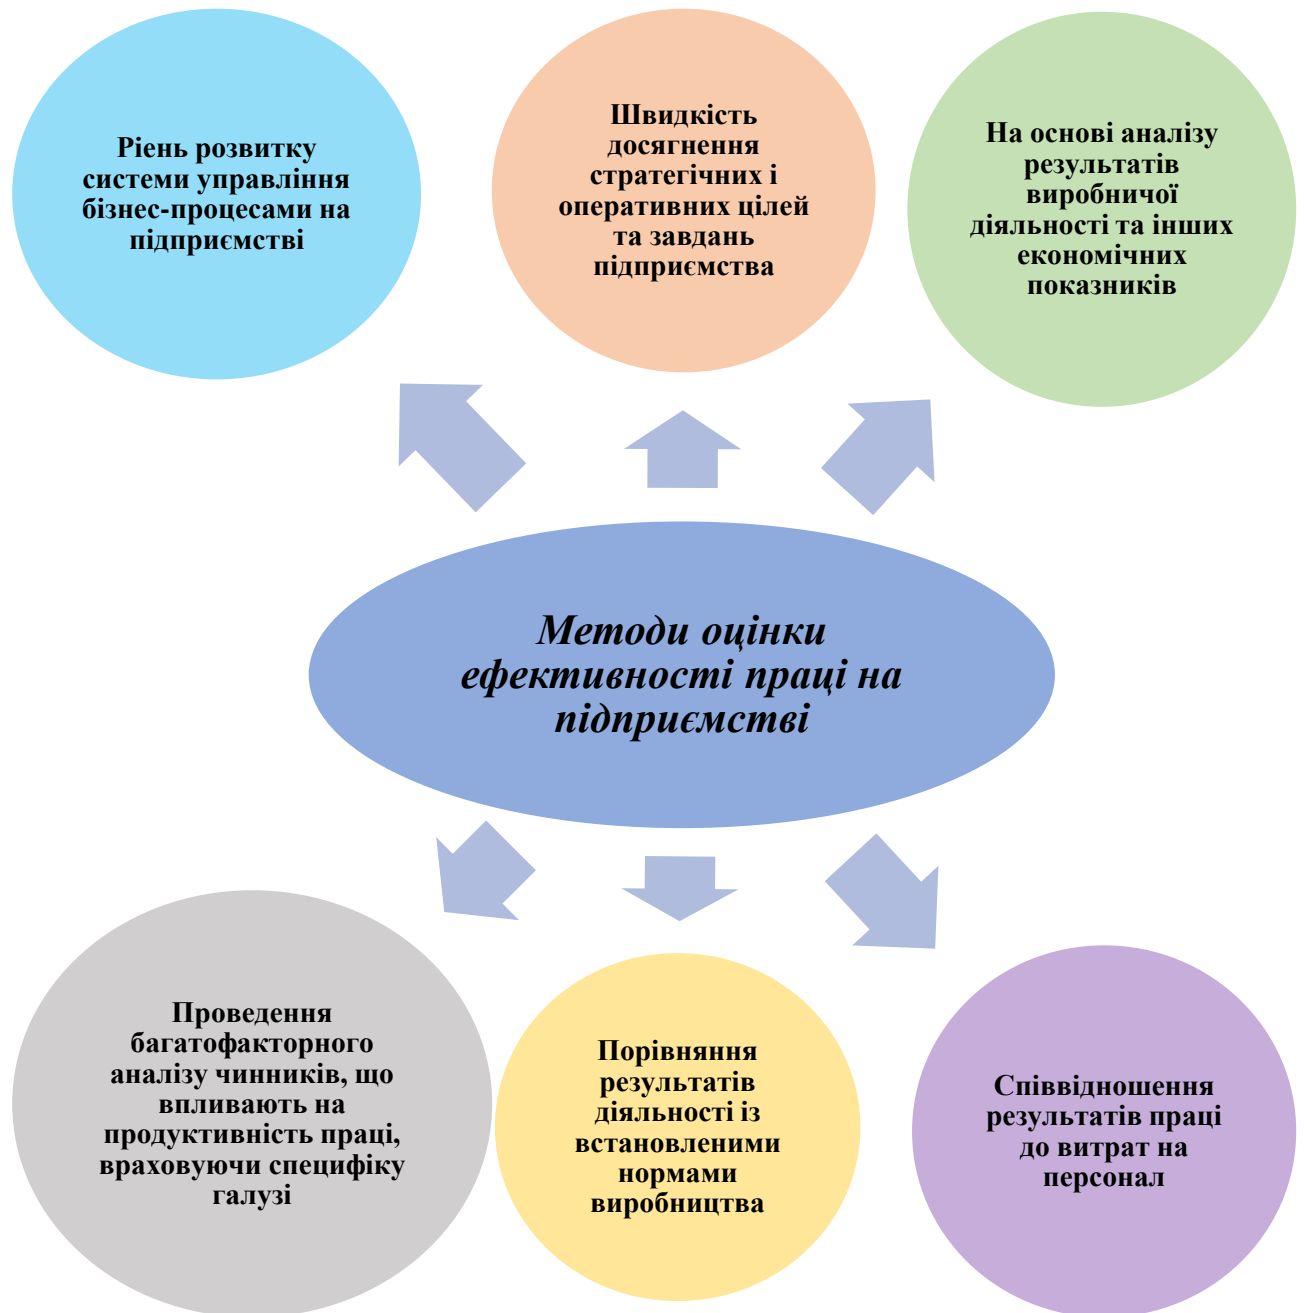 Ріень розвитку
системи управління
бізнес-процесами на
підприємстві
Швидкість
досягнення
стратегічних і
оперативних цілей
та завдань
підприємства
На основі аналізу
результатів
виробничої
діяльності та інших
економічних
показників
Методи оцінки
ефективності праці на
підприємстві
Проведення
багатофакторного
аналізу чинників, що
впливають на
продуктивність праці,
враховуючи специфіку
галузі
Порівняння
результатів
діяльності із
встановленими
нормами
виробництва
Співвідношення
результатів праці
до витрат на
персонал